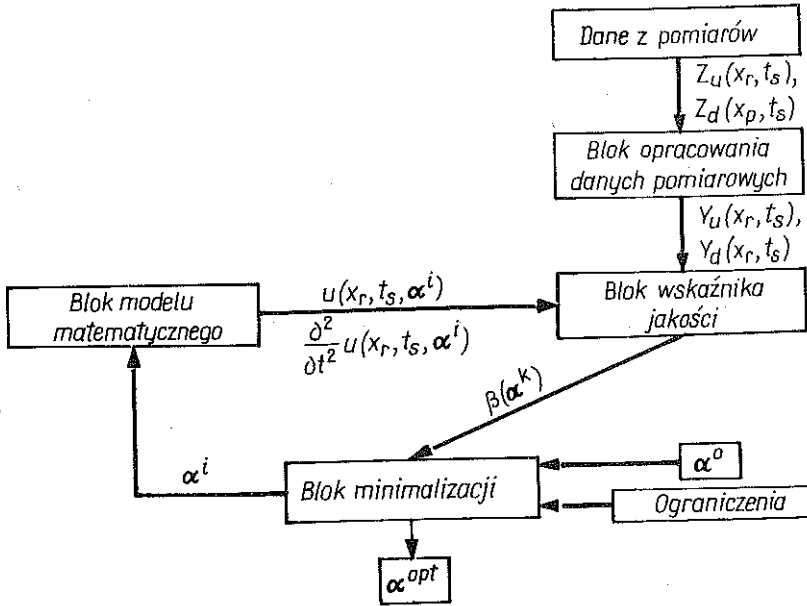 Dane z pomiarów
Z_u(x_r, t_s),
Z_d(x_p, t_s)
Blok opracowania
danych pomiarowych
Y_u(x_r, t_s),
Y_d(x_r, t_s)
Blok modelu
matematycznego
u(x_r, t_s, α^i)
∂²/∂t² u(x_r, t_s, α^i)
Blok wskaźnika
jakości
β(α^k)
α^i
Blok minimalizacji
α^o
Ograniczenia
α^opt